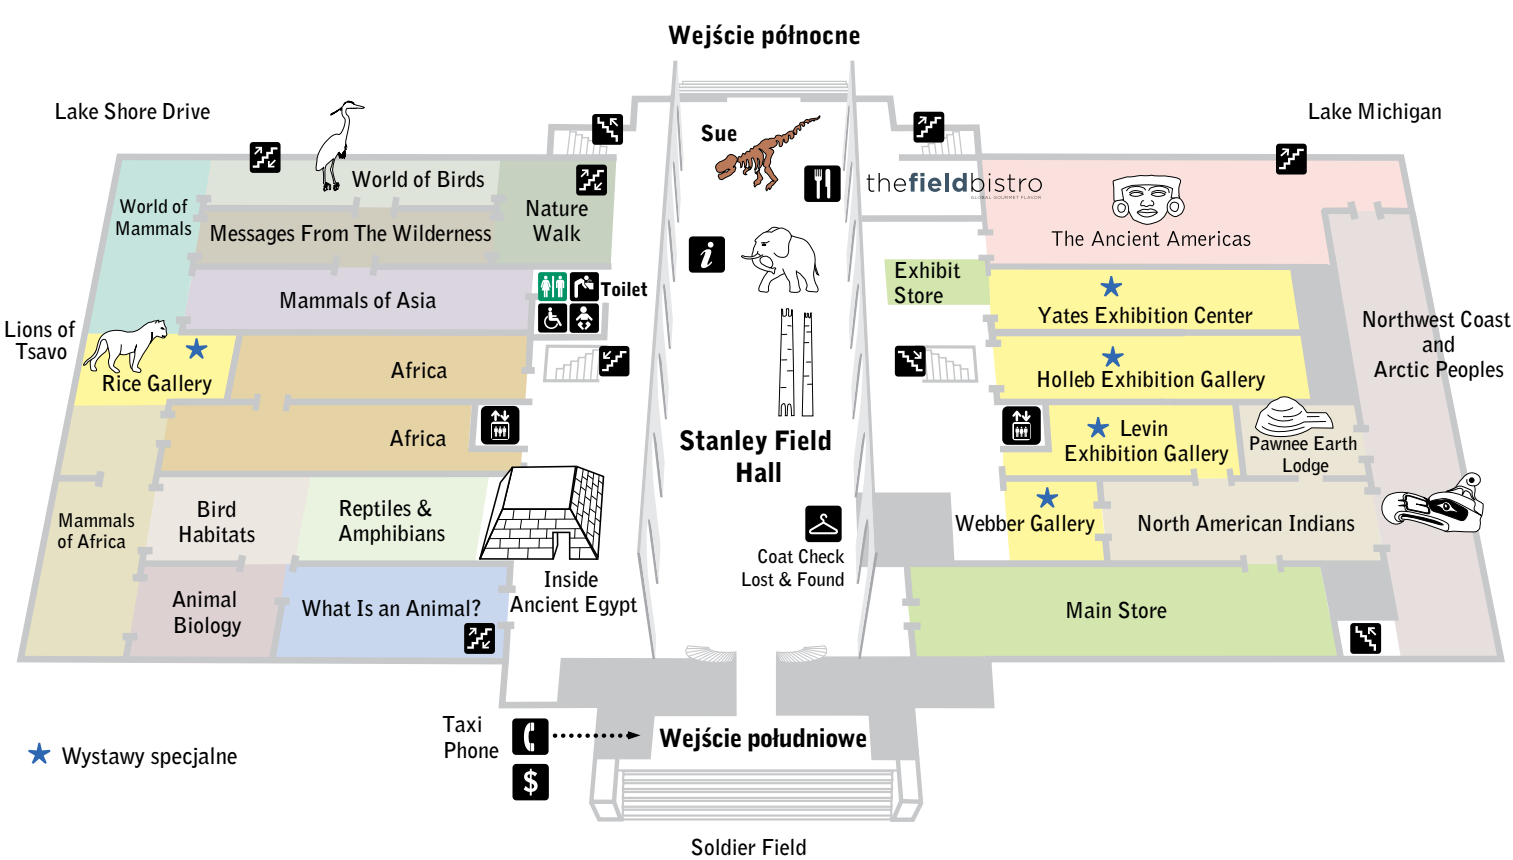 Wejście północne
Lake Shore Drive
Lake Michigan
Sue
World of Birds
thefieldbistro
GLOBAL GOURMET FLAVOR
World of
Mammals
Nature
Walk
Messages From The Wilderness
The Ancient Americas
i
Exhibit
Store
Toilet
Mammals of Asia
Yates Exhibition Center
Lions of
Tsavo
Northwest Coast
and
Arctic Peoples
Rice Gallery
Africa
Holleb Exhibition Gallery
Africa
Stanley Field
Hall
Levin
Exhibition Gallery
Pawnee Earth
Lodge
Mammals
of Africa
Bird
Habitats
Reptiles &
Amphibians
Webber Gallery
North American Indians
Coat Check
Lost & Found
Inside
Ancient Egypt
Animal
Biology
What Is an Animal?
Main Store
Taxi
Phone
Wejście południowe
$
Wystawy specjalne
Soldier Field